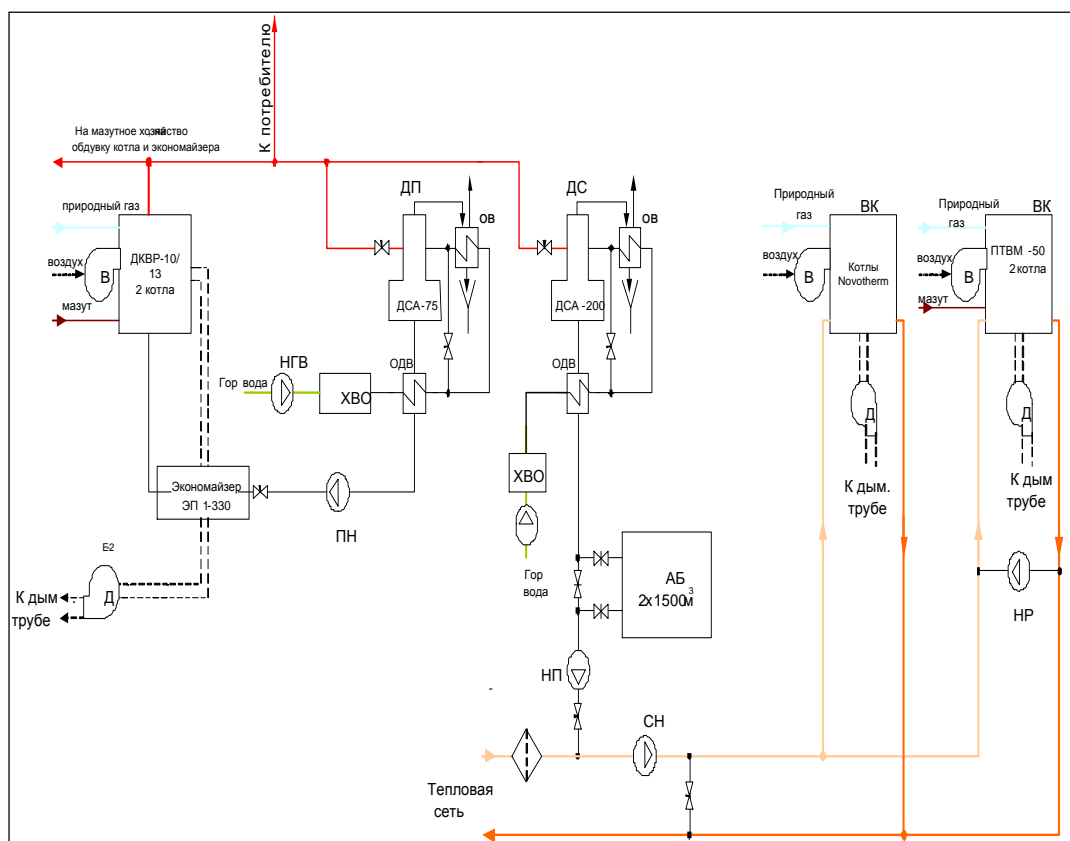 К потребителю
На мазутное хозяйство на
обдувку котла и экономайзера
природный газ
воздух
В
мазут
ДКВР-10/
13
2 котла
ДП
ов
ДСА-75
ОДВ
НГВ
Гор вода
ХВО
Экономайзер
ЭП 1-330
ПН
Б2
Д
К дым
трубе
ДС
ов
ДСА -200
ОДВ
ХВО
Гор
вода
АБ
2х1500м³
НП
СН
Тепловая
сеть
Природный
газ
ВК
воздух
В
Котлы
Novotherm
Д
К дым.
трубе
Природный
газ
ВК
воздух
В
мазут
ПТВМ -50
2 котла
Д
К дым
трубе
НР